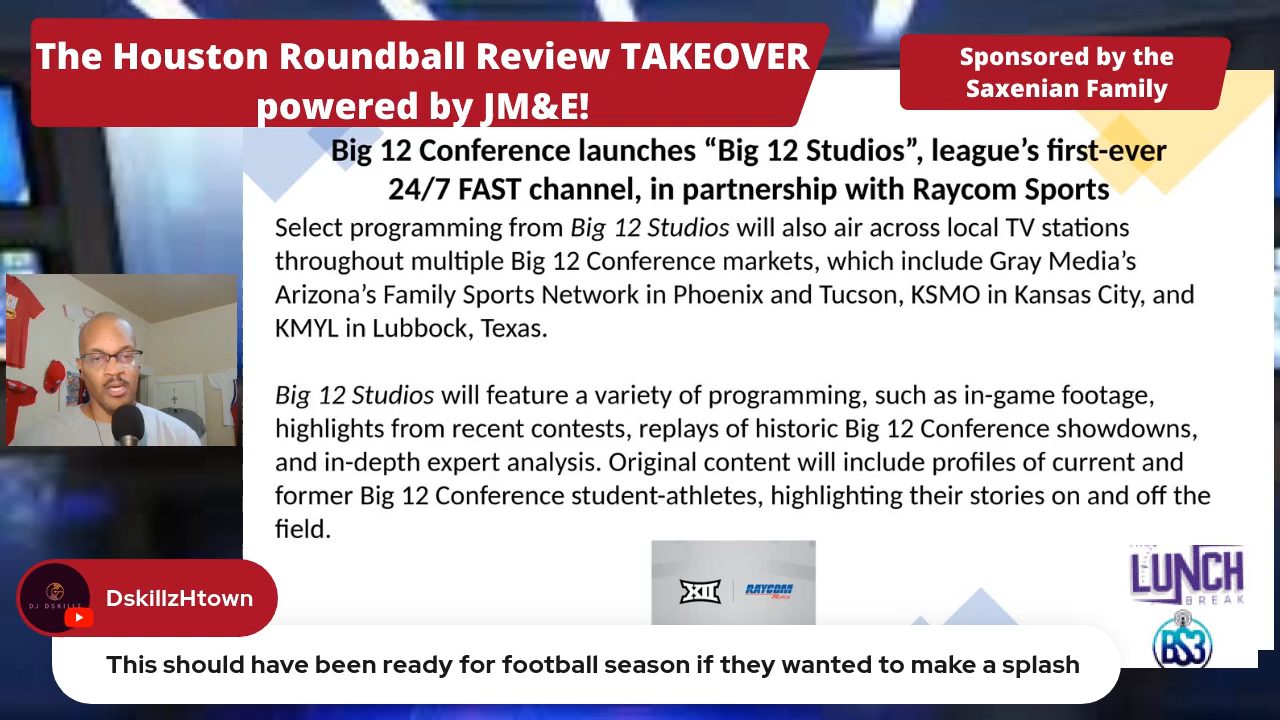 The Houston Roundball Review TAKEOVER
powered by JM&E!
Sponsored by the
Saxenian Family
Big 12 Conference launches “Big 12 Studios”, league’s first-ever
24/7 FAST channel, in partnership with Raycom Sports
Select programming from Big 12 Studios will also air across local TV stations
throughout multiple Big 12 Conference markets, which include Gray Media’s
Arizona’s Family Sports Network in Phoenix and Tucson, KSMO in Kansas City, and
KMYL in Lubbock, Texas.
Big 12 Studios will feature a variety of programming, such as in-game footage,
highlights from recent contests, replays of historic Big 12 Conference showdowns,
and in-depth expert analysis. Original content will include profiles of current and
former Big 12 Conference student-athletes, highlighting their stories on and off the
field.
XII
RAYCOM
Media
LUNCH
BREAK
BS3
DJ DSKILLZ
DskillzHtown
This should have been ready for football season if they wanted to make a splash